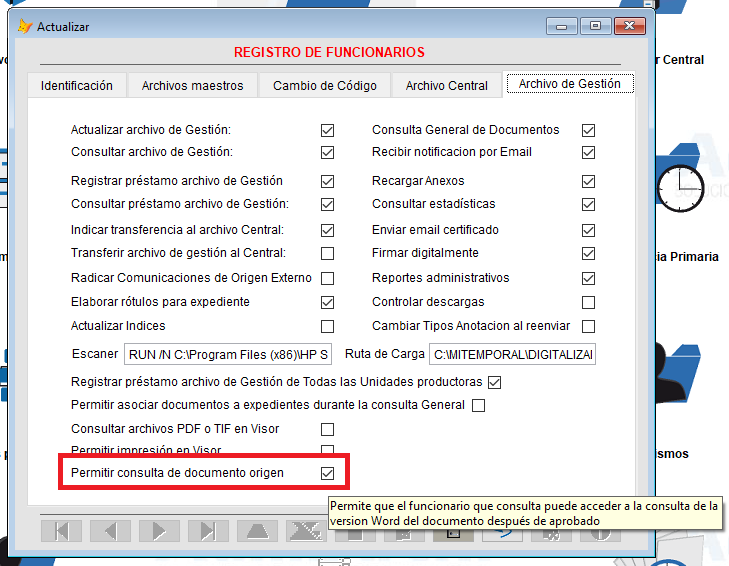 Actualizar
REGISTRO DE FUNCIONARIOS
Identificación Archivos maestros Cambio de Código Archivo Central Archivo de Gestión
Actualizar archivo de Gestión: Consulta General de Documentos
Consultar archivo de Gestión: Recibir notificacion por Email
Registrar préstamo archivo de Gestión Recargar Anexos
Consultar préstamo archivo de Gestión: Consultar estadísticas
Indicar transferencia al archivo Central: Enviar email certificado
Transferir archivo de gestión al Central: Firmar digitalmente
Radicar Comunicaciones de Origen Externo Reportes administrativos
Elaborar rótulos para expediente Controlar descargas
Actualizar Indices Cambiar Tipos Anotacion al reenviar
Escaner RUN /N C:\Program Files (x86)\HP S Ruta de Carga C:\MITEMPORAL\DIGITALIZAI
Registrar préstamo archivo de Gestión de Todas las Unidades productoras
Permitir asociar documentos a expedientes durante la consulta General
Consultar archivos PDF o TIF en Visor
Permitir impresión en Visor
Permitir consulta de documento origen
Permite que el funcionario que consulta puede acceder a la consulta de la
version Word del documento después de aprobado
r Central
cia Primaria
ismos